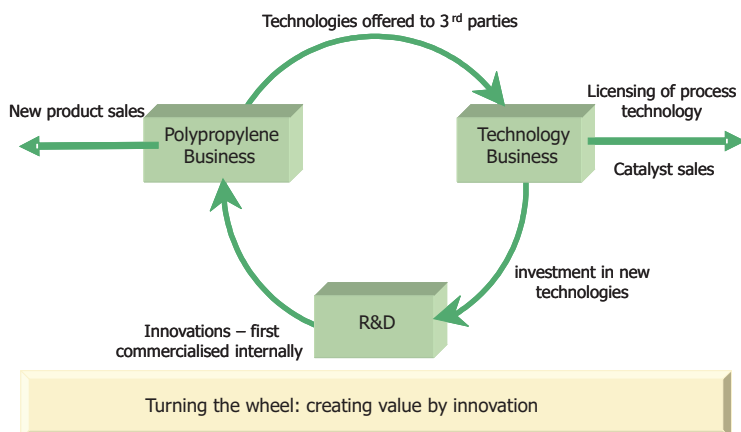 Technologies offered to 3rd parties
New product sales
Polypropylene
Business
Technology
Business
Licensing of process
technology
Catalyst sales
investment in new
technologies
R&D
Innovations – first
commercialised internally
Turning the wheel: creating value by innovation